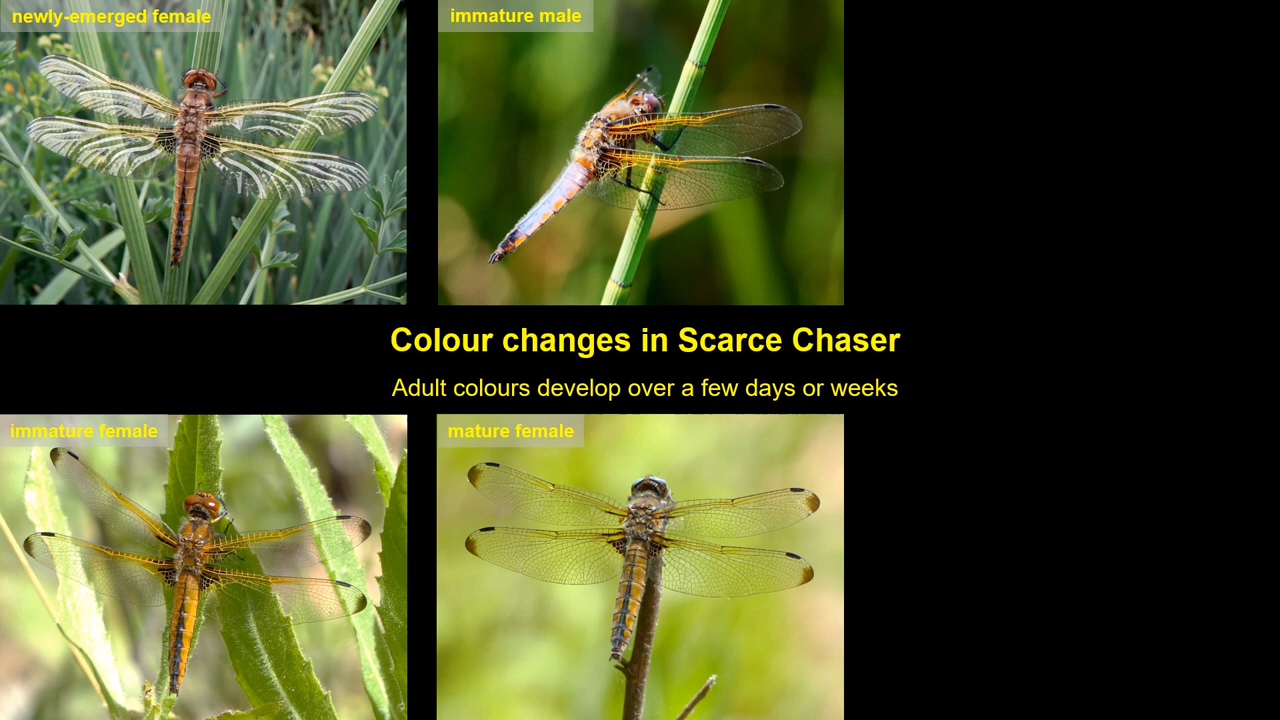 newly-emerged female
immature male
Colour changes in Scarce Chaser
Adult colours develop over a few days or weeks
immature female
mature female